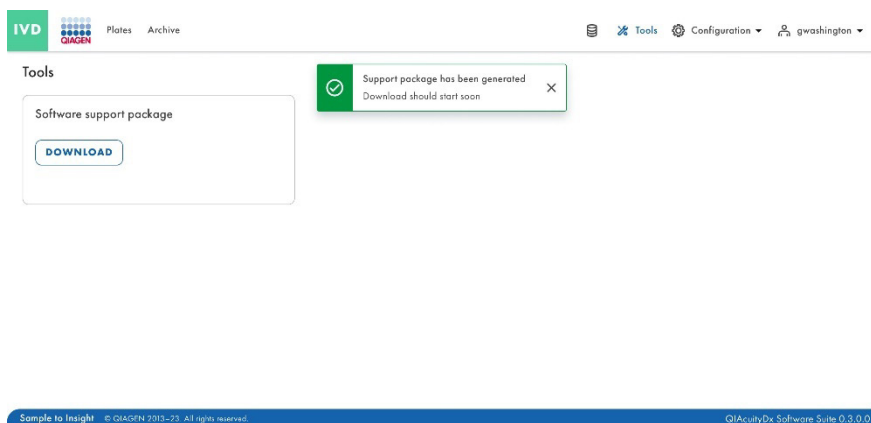 IVD
QIAGEN
Plates Archive
Tools Configuration gwashington
Tools
Support package has been generated
Download should start soon
Software support package
DOWNLOAD
Sample to Insight © QIAGEN 2013–23. All rights reserved.
QIAcuityDx Software Suite 0.3.0.0